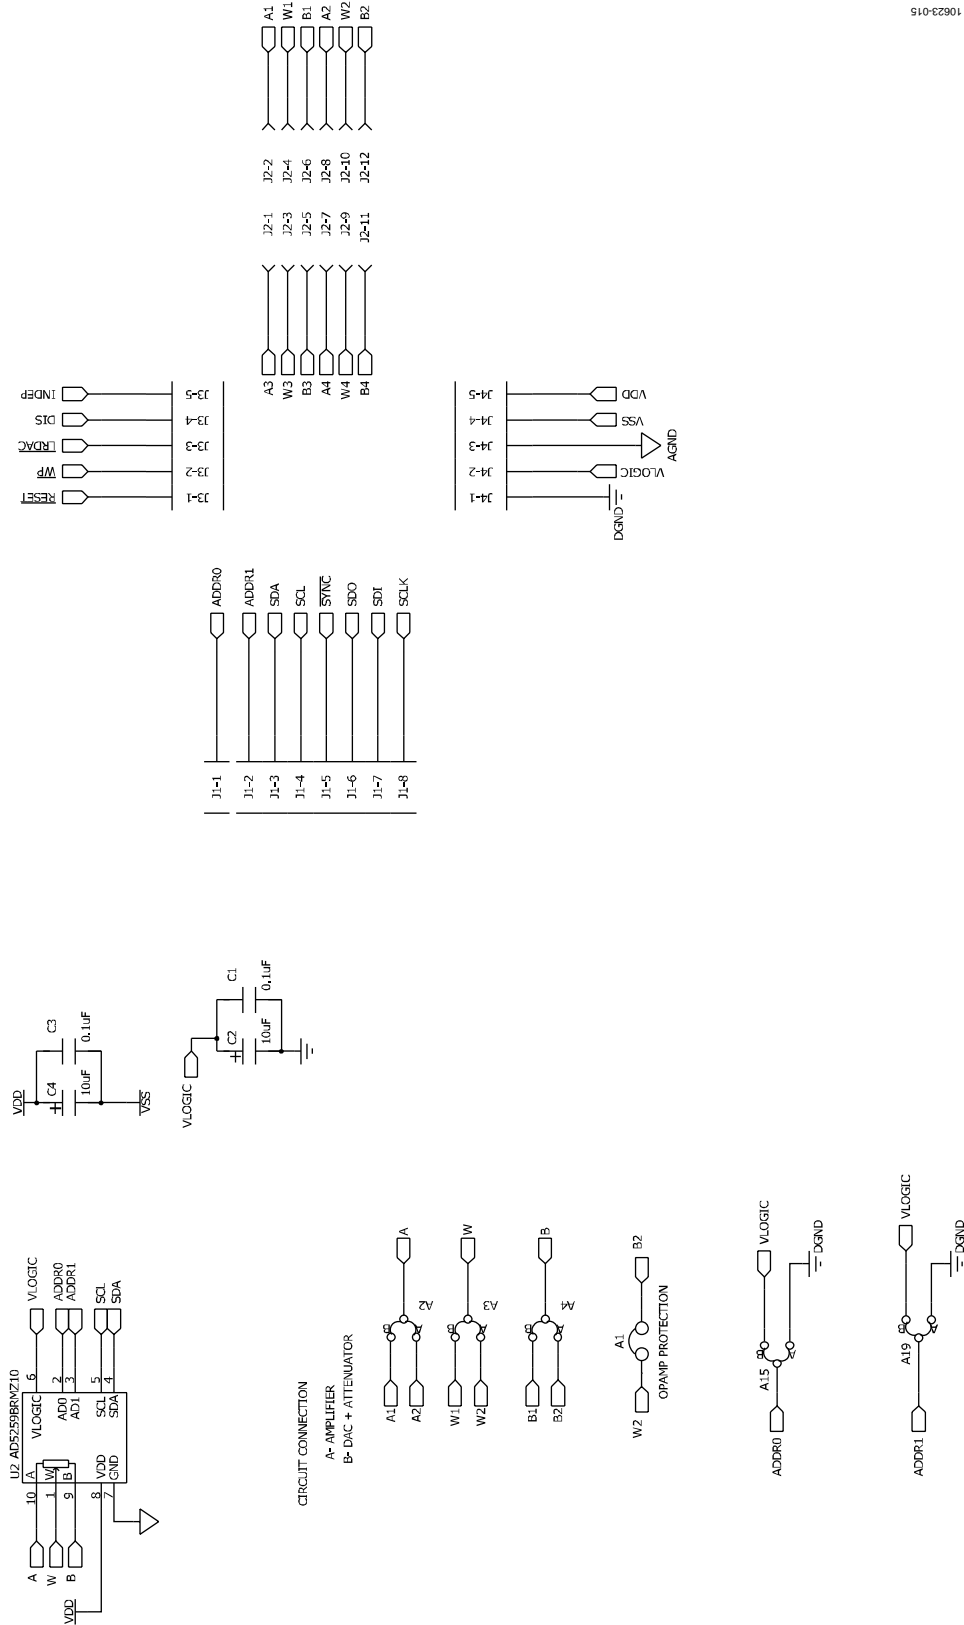 10623-015
A1
W1
B1
A2
W2
B2
J2-2
J2-4
J2-6
J2-8
J2-10
J2-12
J2-1
J2-3
J2-5
J2-7
J2-9
J2-11
A3
W3
B3
A4
W4
B4
INDEP
DIS
LRDAC
WP
RESET
J3-5
J3-4
J3-3
J3-2
J3-1
J4-5
J4-4
J4-3
J4-2
J4-1
VDD
VSS
AGND
VLOGIC
DGND
ADDR0
ADDR1
SDA
SCL
SYNC
SDO
SDI
SCLK
J1-1
J1-2
J1-3
J1-4
J1-5
J1-6
J1-7
J1-8
VDD
C4
+
10uF
C3
0.1uF
VSS
VLOGIC
C2
+
10uF
C1
0.1uF
U2 AD5259BRMZ10
VLOGIC
ADDR0
ADDR1
SCL
SDA
6
2
3
5
4
VLOGIC
AD0
AD1
SCL
SDA
A
W
B
VDD
GND
10
1
9
8
7
A
W
B
VDD
CIRCUIT CONNECTION
A- AMPLIFIER
B- DAC + ATTENUATOR
A1
A2
B
A
A2
A
W1
W2
B
A
A3
W
B1
B2
B
A
A4
B
W2
A1
B2
OPAMP PROTECTION
ADDR0
A15
B
A
VLOGIC
DGND
ADDR1
A19
B
A
VLOGIC
DGND